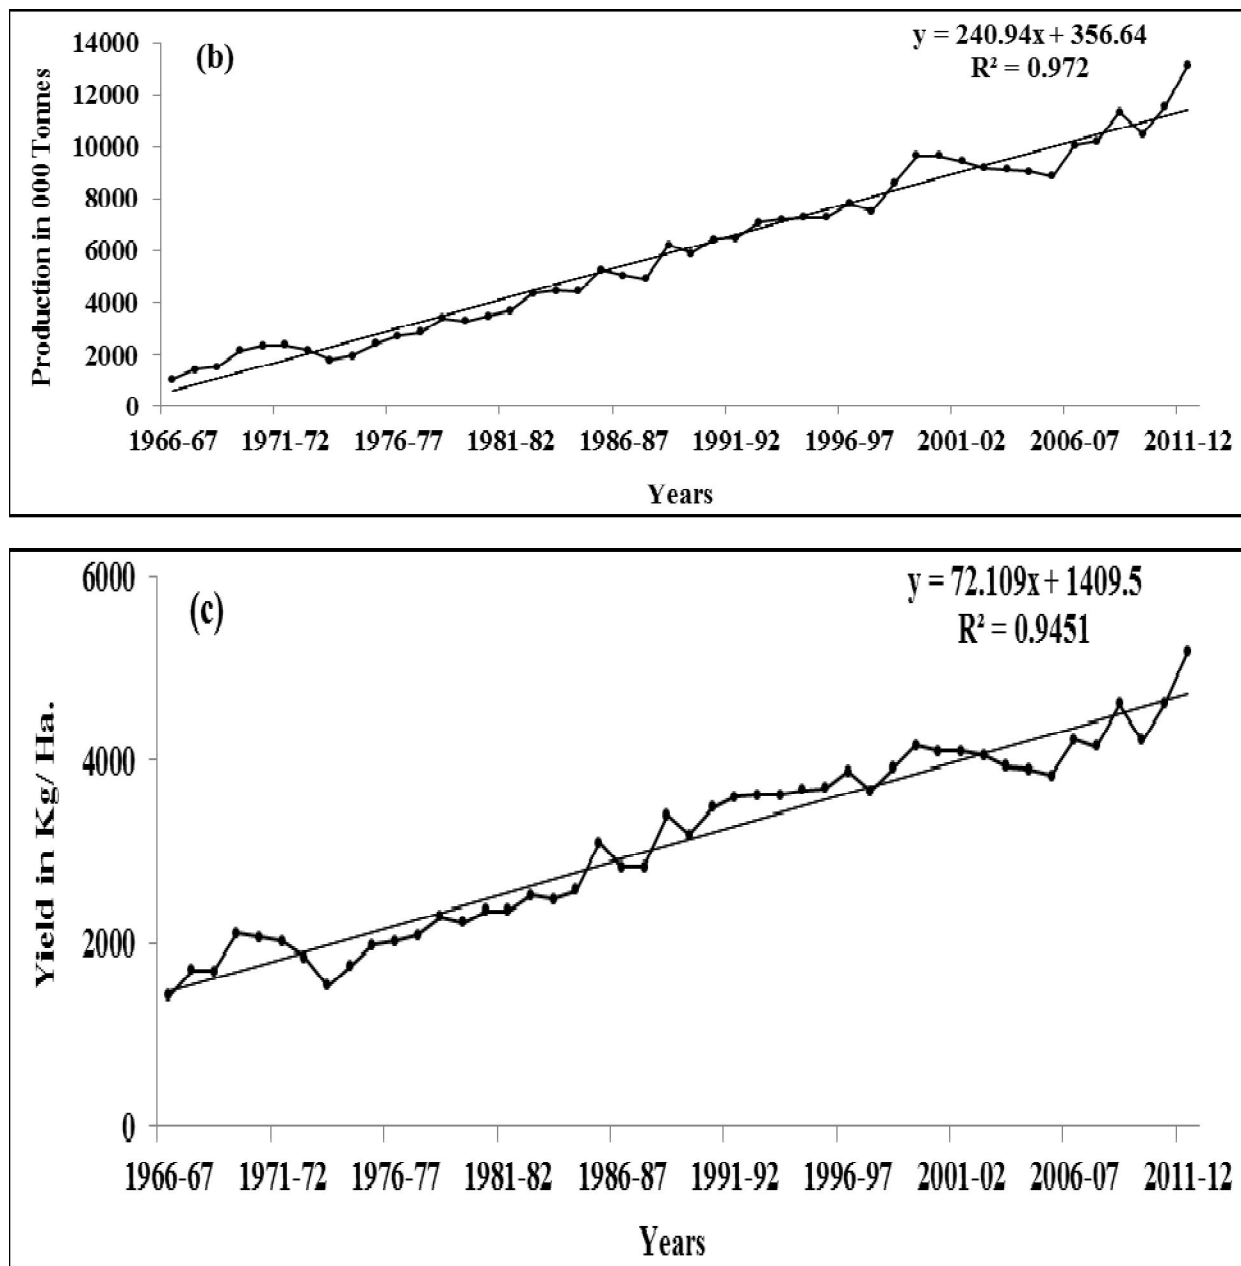 y = 240.94x + 356.64
R² = 0.972
(b)
14000
12000
10000
8000
6000
4000
2000
0
Production in 000 Tonnes
1966-67 1971-72 1976-77 1981-82 1986-87 1991-92 1996-97 2001-02 2006-07 2011-12
Years
y = 72.109x + 1409.5
R² = 0.9451
(c)
6000
4000
2000
0
Yield in Kg/ Ha.
1966-67 1971-72 1976-77 1981-82 1986-87 1991-92 1996-97 2001-02 2006-07 2011-12
Years